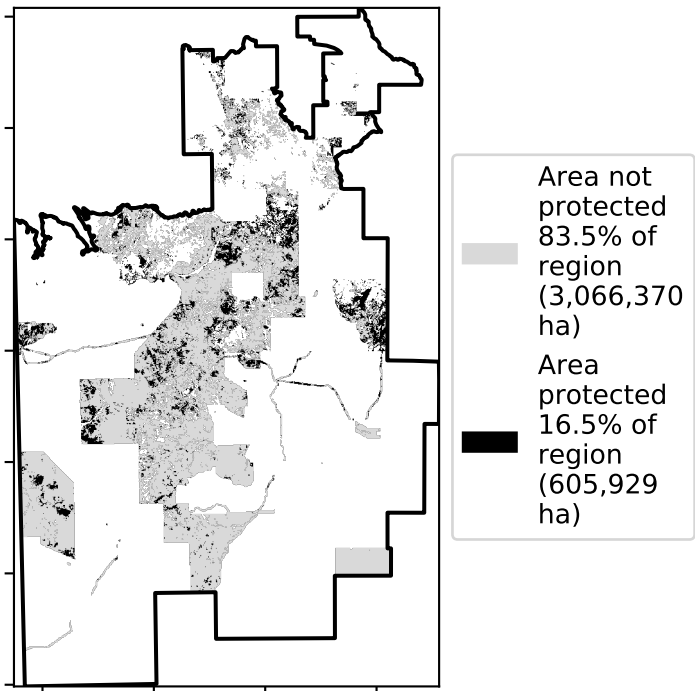 Area not
protected
83.5% of
region
(3,066,370
ha)
Area
protected
16.5% of
region
(605,929
ha)